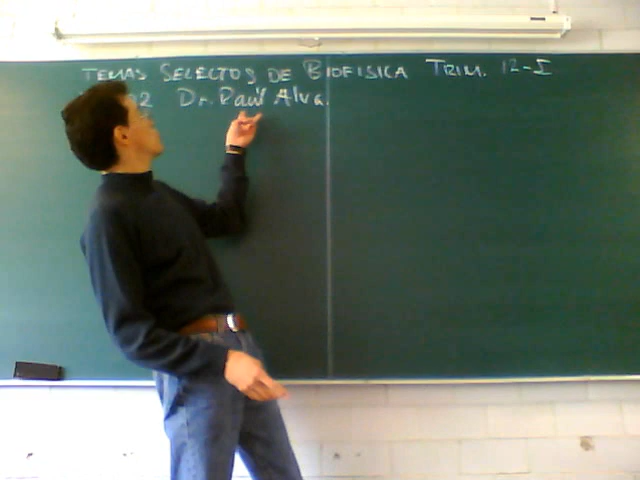 TEMAS SELECTOS DE BIOFISICA TRIM. 12-I
Dr. Raúl Alva.